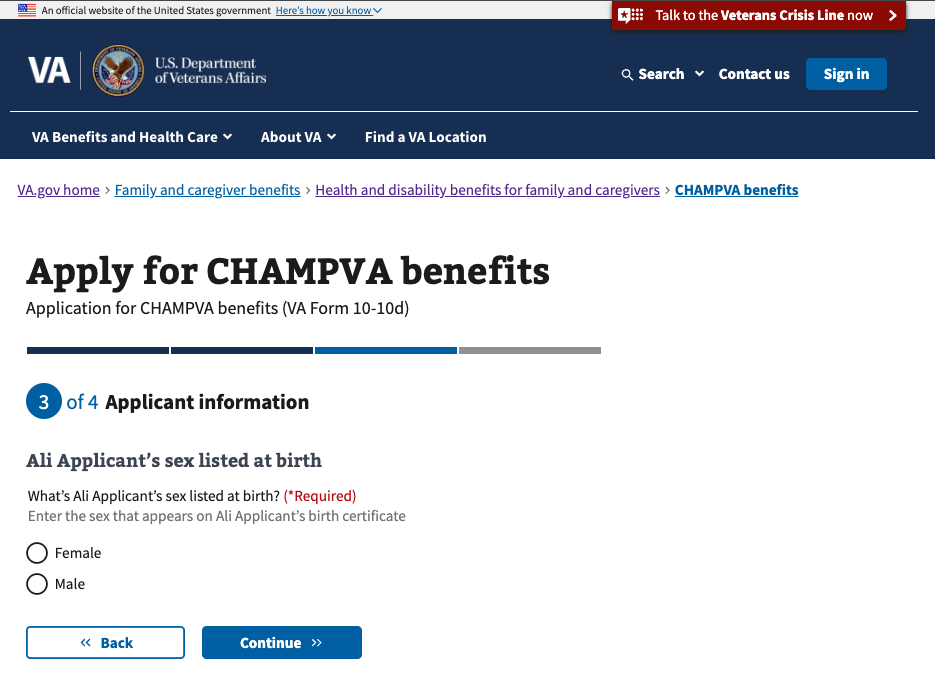 An official website of the United States government Here's how you know
Talk to the Veterans Crisis Line now
VA
U.S. Department
of Veterans Affairs
Search
Contact us
Sign in
VA Benefits and Health Care
About VA
Find a VA Location
VA.gov home › Family and caregiver benefits › Health and disability benefits for family and caregivers › CHAMPVA benefits
Apply for CHAMPVA benefits
Application for CHAMPVA benefits (VA Form 10-10d)
3 of 4 Applicant information
Ali Applicant's sex listed at birth
What's Ali Applicant's sex listed at birth? (*Required)
Enter the sex that appears on Ali Applicant's birth certificate
Female
Male
« Back
Continue »